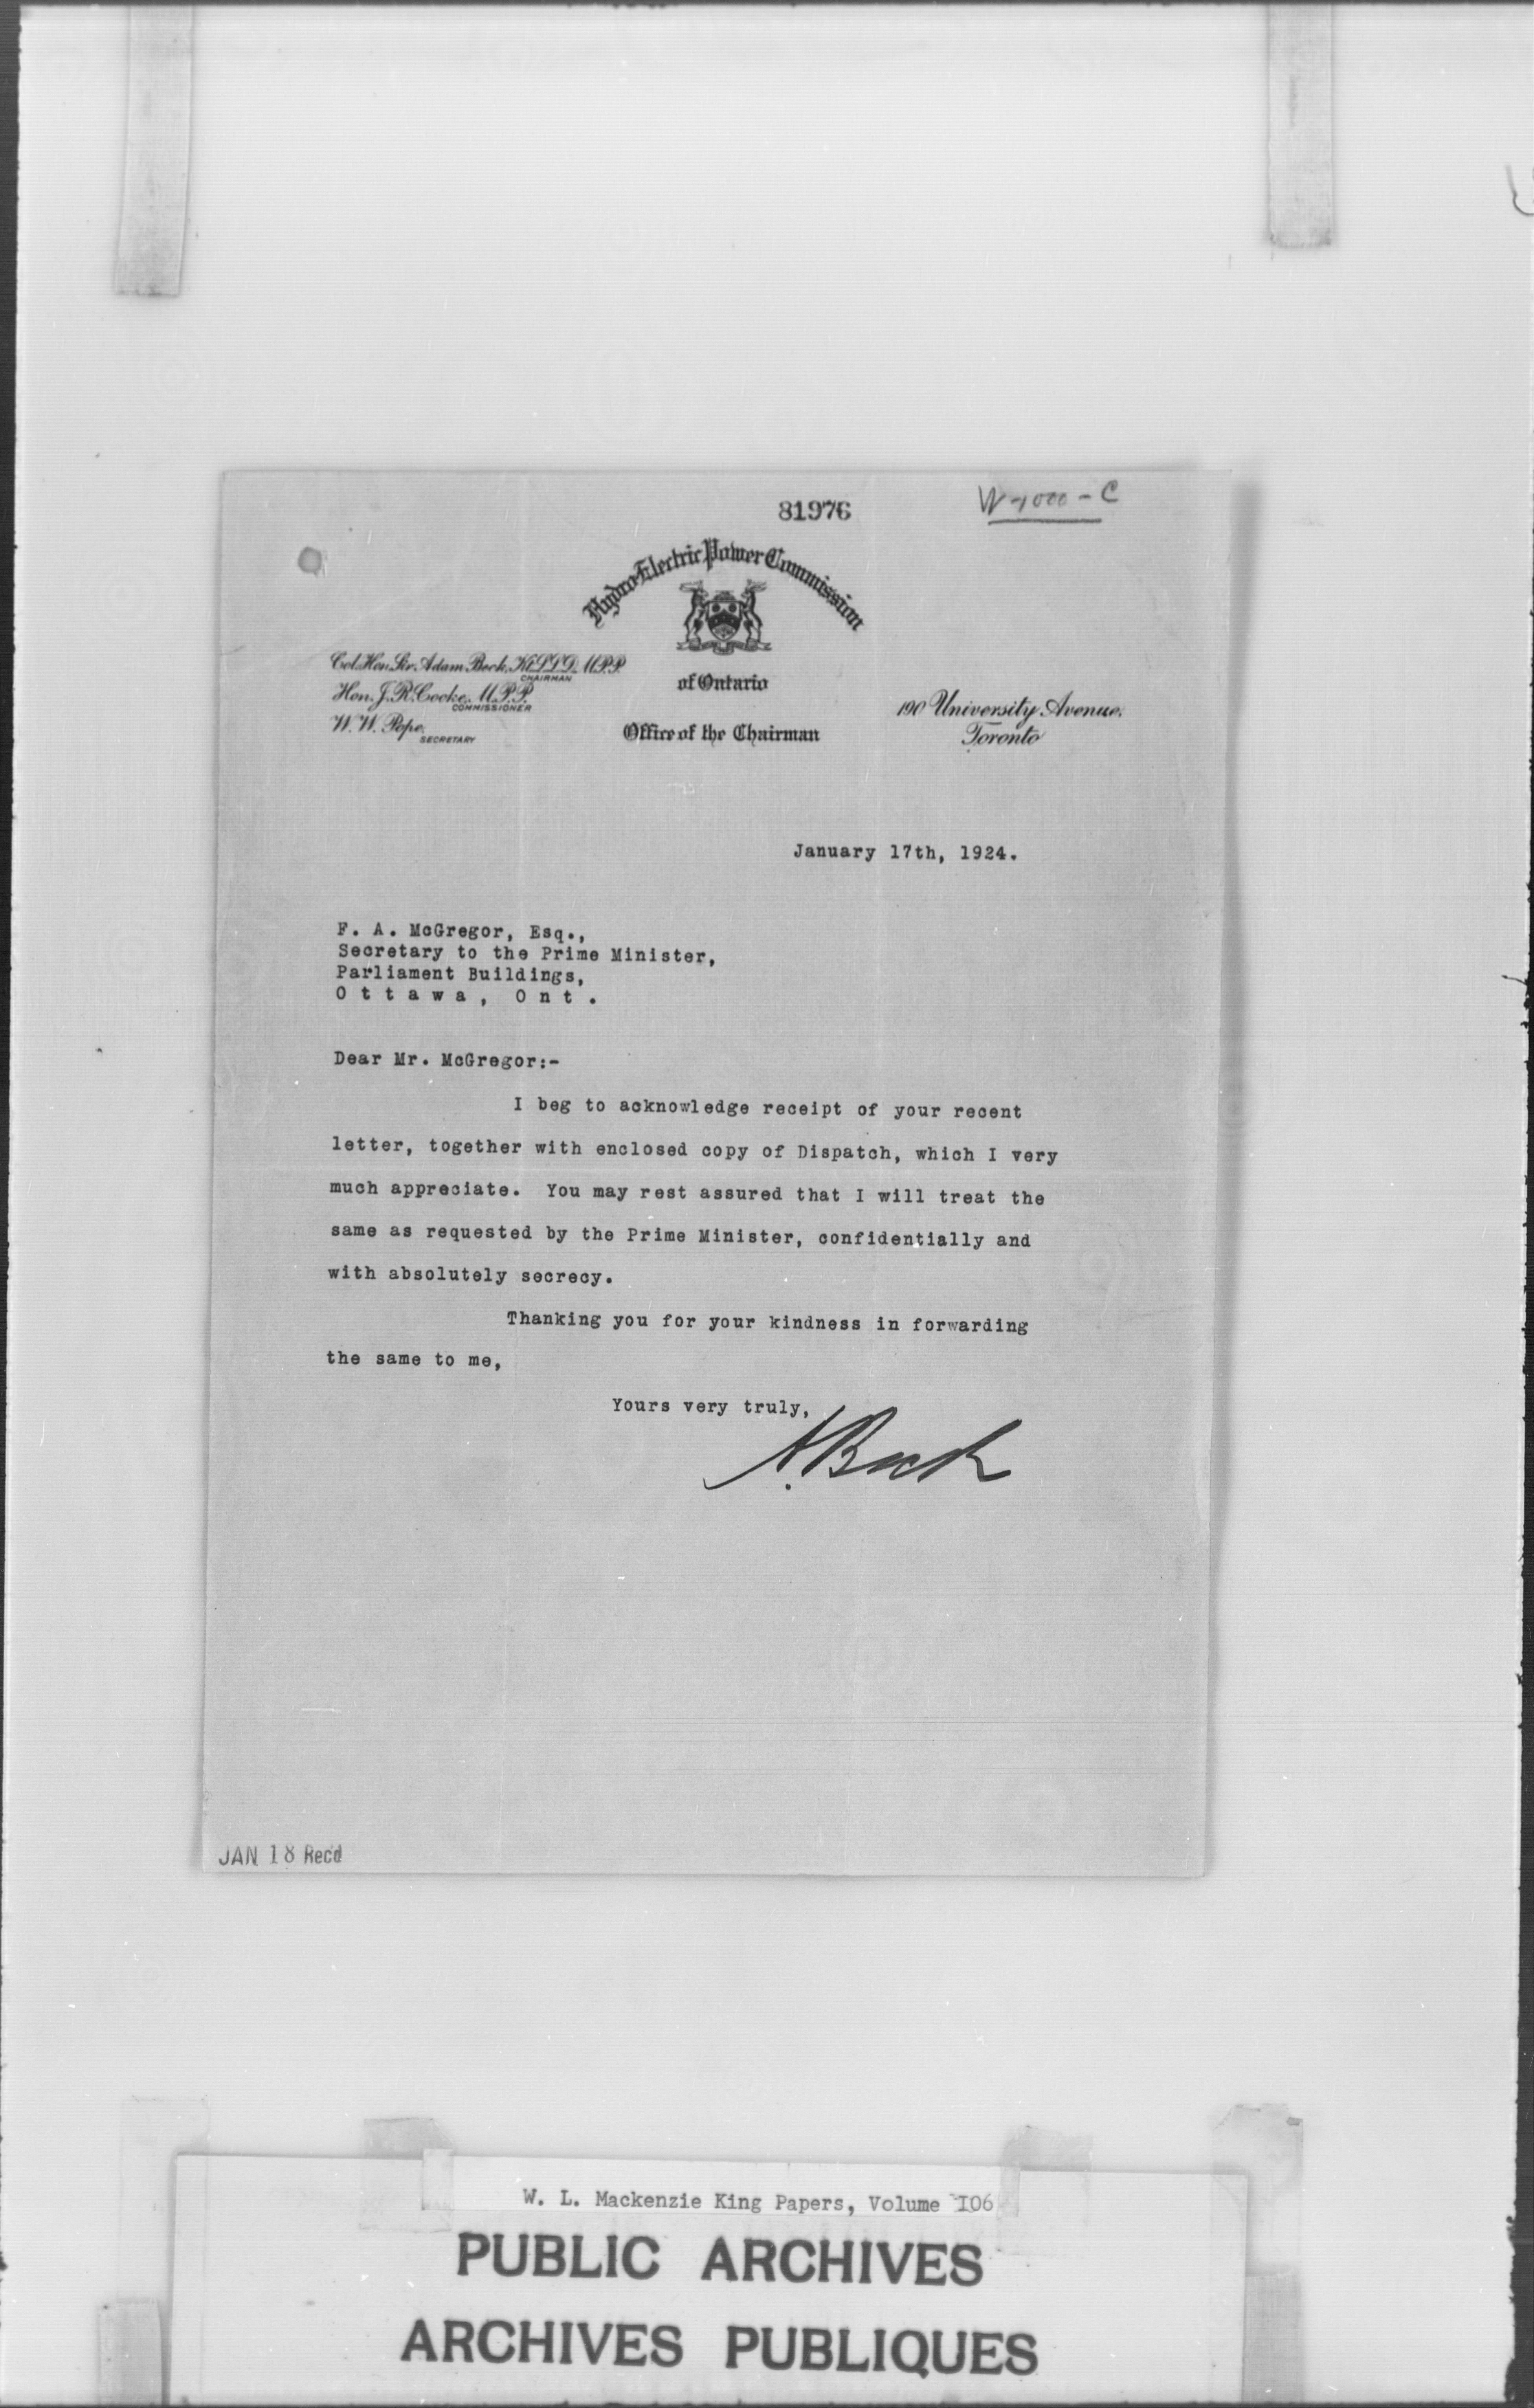 81976
W-1000-C
Hydro-Electric Power Commission
of Ontario
Office of the Chairman
Col. Hon. Sir. Adam Beck, Kt. LL.D. M.P.P.
CHAIRMAN
Hon. J. R. Cooke, M.P.P.
COMMISSIONER
W. W. Pope,
SECRETARY
190 University Avenue.
Toronto
January 17th, 1924.
F. A. McGregor, Esq.,
Secretary to the Prime Minister,
Parliament Buildings,
O t t a w a , O n t .
Dear Mr. McGregor:-
I beg to acknowledge receipt of your recent
letter, together with enclosed copy of Dispatch, which I very
much appreciate. You may rest assured that I will treat the
same as requested by the Prime Minister, confidentially and
with absolutely secrecy.
Thanking you for your kindness in forwarding
the same to me,
Yours very truly,
A. Beck
JAN 18 Rec'd
W. L. Mackenzie King Papers, Volume 106
PUBLIC ARCHIVES
ARCHIVES PUBLIQUES